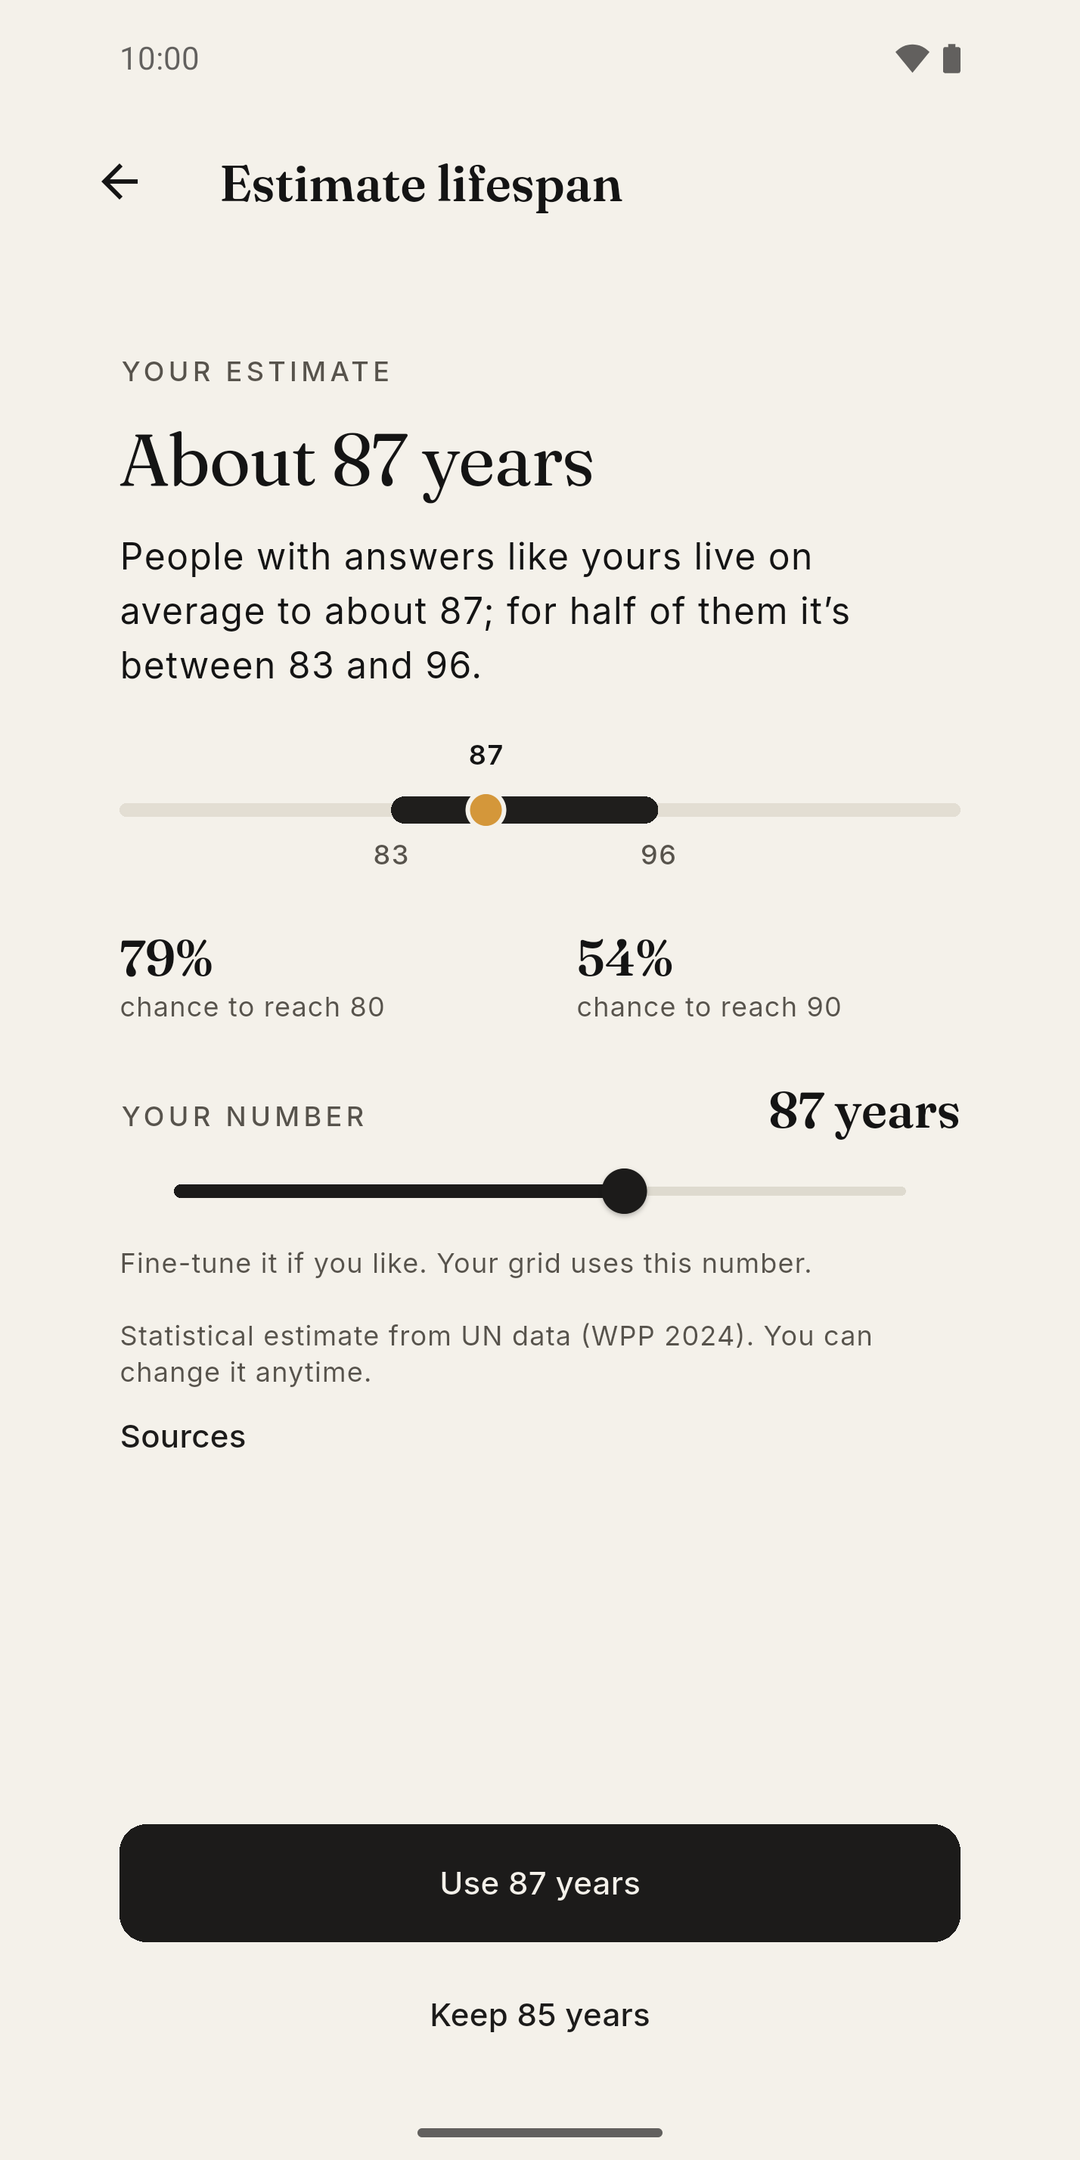 10:00
Estimate lifespan
YOUR ESTIMATE
About 87 years
People with answers like yours live on
average to about 87; for half of them it’s
between 83 and 96.
87
83 96
79% 54%
chance to reach 80 chance to reach 90
YOUR NUMBER 87 years
Fine-tune it if you like. Your grid uses this number.
Statistical estimate from UN data (WPP 2024). You can
change it anytime.
Sources
Use 87 years
Keep 85 years